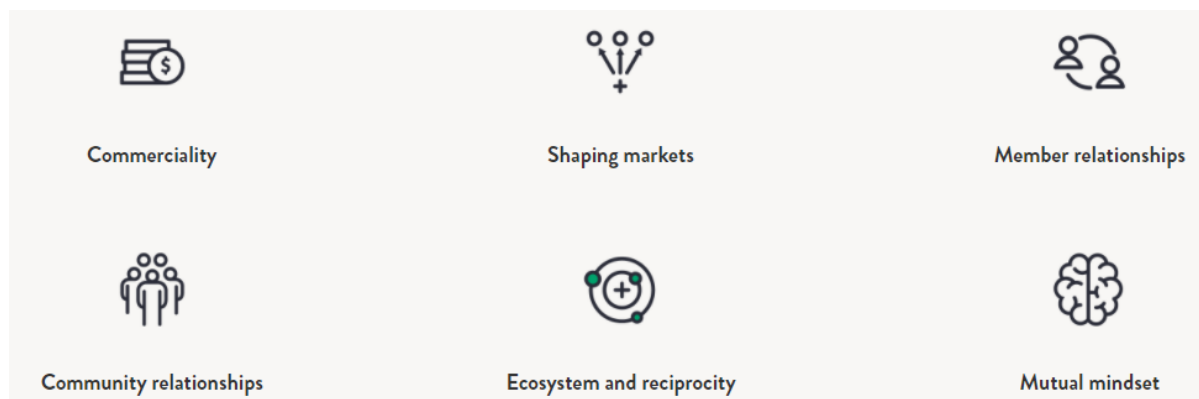 $
Commerciality
Shaping markets
Member relationships
Community relationships
Ecosystem and reciprocity
Mutual mindset